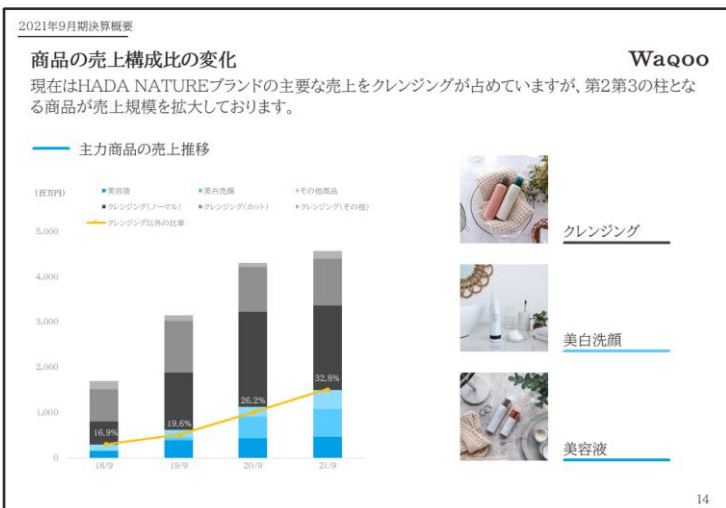 2021年9月期決算概要
商品の売上構成比の変化
Waqoo
現在はHADA NATUREブランドの主要な売上をクレンジングが占めていますが、第2第3の柱とな
る商品が売上規模を拡大しております。
主力商品の売上推移
(百万円)
美容液
美白洗顔
その他商品
クレンジング(ノーマル)
クレンジング(ホット)
クレンジング(その他)
クレンジング以外の比率
5,000
4,000
3,000
2,000
1,000
0
16.9%
19.6%
26.2%
32.8%
18/9
19/9
20/9
21/9
クレンジング
美白洗顔
美容液
14